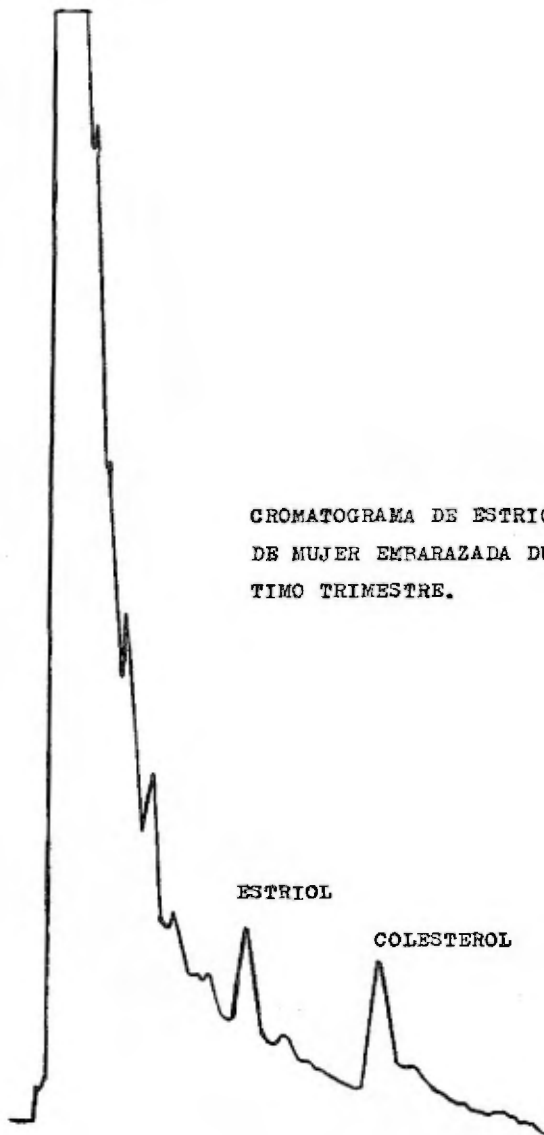 CROMATOGRAMA DE ESTRIO
DE MUJER EMBARAZADA DU
TIMO TRIMESTRE.
ESTRIOL
COLESTEROL